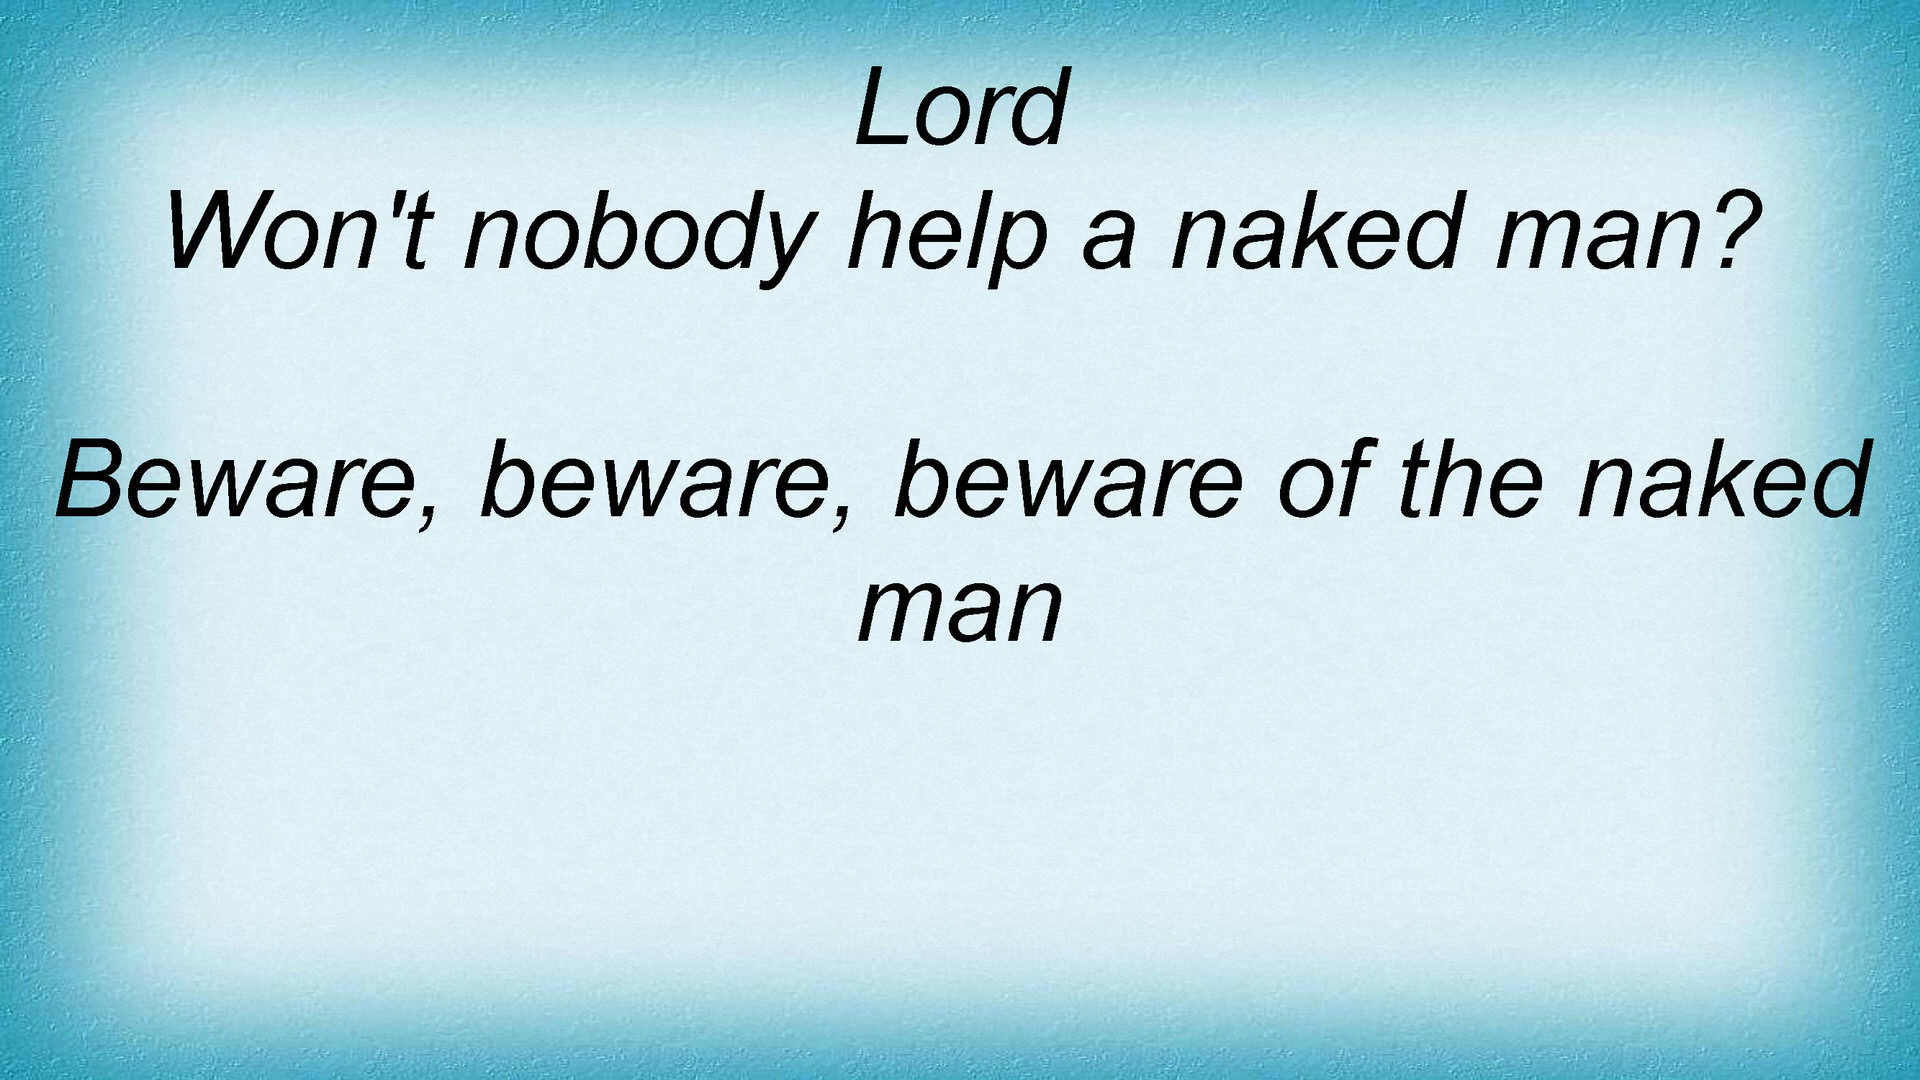 Lord
Won't nobody help a naked man?
Beware, beware, beware of the naked
man